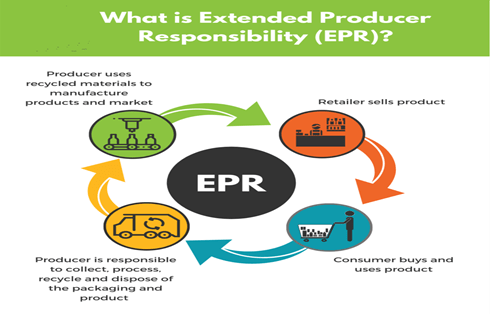 What is Extended Producer
Responsibility (EPR)?
Producer uses
recycled materials to
manufacture
products and market
Retailer sells product
EPR
Consumer buys and
uses product
Producer is responsible
to collect, process,
recycle and dispose of
the packaging and
product